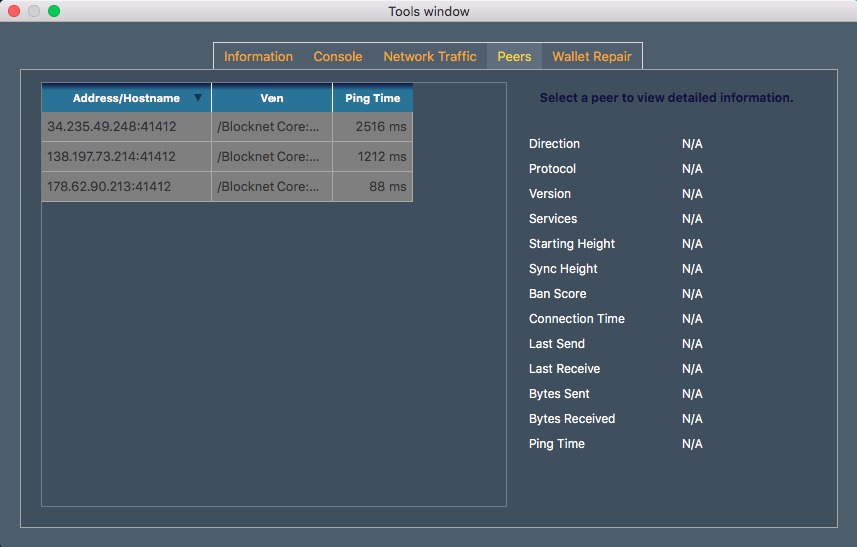 Tools window
Information Console Network Traffic Peers Wallet Repair
Address/Hostname Ping Time
34.235.49.248:41412 /Blocknet Core:... 2516 ms
138.197.73.214:41412 /Blocknet Core:... 1212 ms
178.62.90.213:41412 /Blocknet Core:... 88 ms
Select a peer to view detailed information.
Direction N/A
Protocol N/A
Version N/A
Services N/A
Starting Height N/A
Sync Height N/A
Ban Score N/A
Connection Time N/A
Last Send N/A
Last Receive N/A
Bytes Sent N/A
Bytes Received N/A
Ping Time N/A